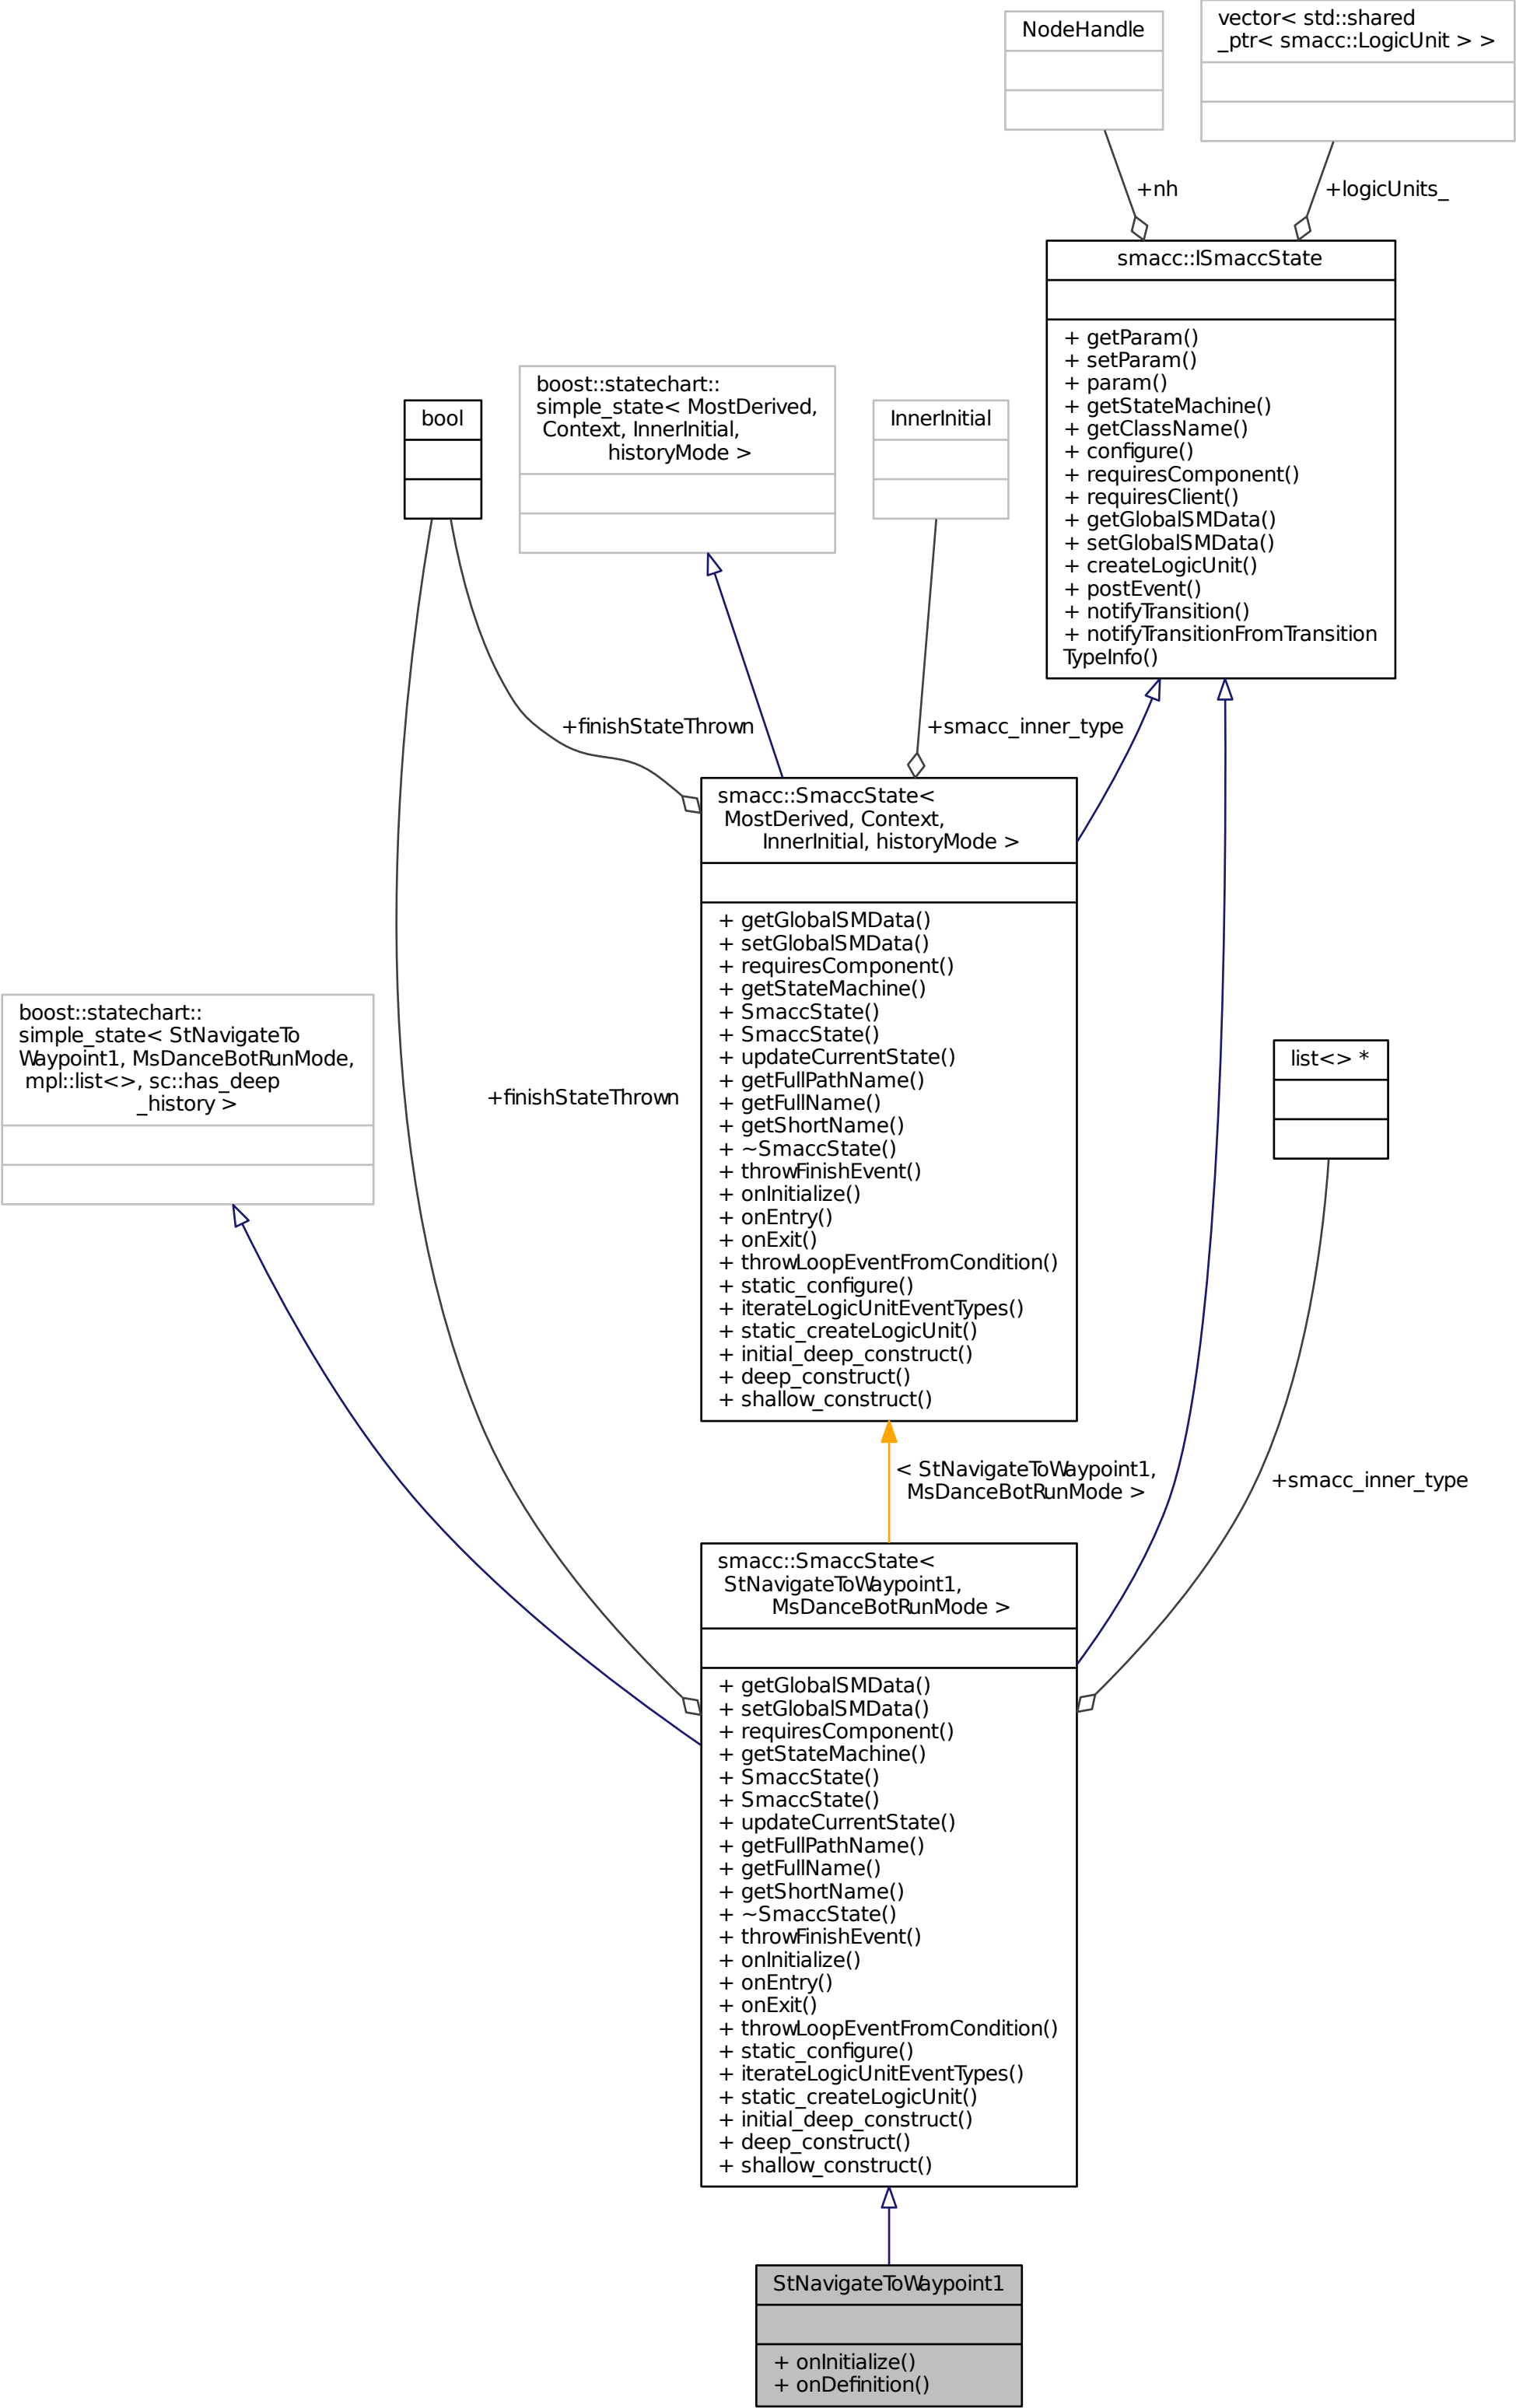 NodeHandle
vector< std::shared
_ptr< smacc::LogicUnit > >
+nh
+logicUnits_
smacc::ISmaccState
+ getParam()
+ setParam()
+ param()
+ getStateMachine()
+ getClassName()
+ configure()
+ requiresComponent()
+ requiresClient()
+ getGlobalSMData()
+ setGlobalSMData()
+ createLogicUnit()
+ postEvent()
+ notifyTransition()
+ notifyTransitionFromTransition
TypeInfo()
bool
boost::statechart::
simple_state< MostDerived,
Context, InnerInitial,
historyMode >
InnerInitial
+finishStateThrown
+smacc_inner_type
smacc::SmaccState<
MostDerived, Context,
InnerInitial, historyMode >
+ getGlobalSMData()
+ setGlobalSMData()
+ requiresComponent()
+ getStateMachine()
+ SmaccState()
+ SmaccState()
+ updateCurrentState()
+ getFullPathName()
+ getFullName()
+ getShortName()
+ ~SmaccState()
+ throwFinishEvent()
+ onInitialize()
+ onEntry()
+ onExit()
+ throwLoopEventFromCondition()
+ static_configure()
+ iterateLogicUnitEventTypes()
+ static_createLogicUnit()
+ initial_deep_construct()
+ deep_construct()
+ shallow_construct()
boost::statechart::
simple_state< StNavigateTo
Waypoint1, MsDanceBotRunMode,
mpl::list<>, sc::has_deep
_history >
+finishStateThrown
list<> *
< StNavigateToWaypoint1,
MsDanceBotRunMode >
+smacc_inner_type
smacc::SmaccState<
StNavigateToWaypoint1,
MsDanceBotRunMode >
+ getGlobalSMData()
+ setGlobalSMData()
+ requiresComponent()
+ getStateMachine()
+ SmaccState()
+ SmaccState()
+ updateCurrentState()
+ getFullPathName()
+ getFullName()
+ getShortName()
+ ~SmaccState()
+ throwFinishEvent()
+ onInitialize()
+ onEntry()
+ onExit()
+ throwLoopEventFromCondition()
+ static_configure()
+ iterateLogicUnitEventTypes()
+ static_createLogicUnit()
+ initial_deep_construct()
+ deep_construct()
+ shallow_construct()
StNavigateToWaypoint1
+ onInitialize()
+ onDefinition()